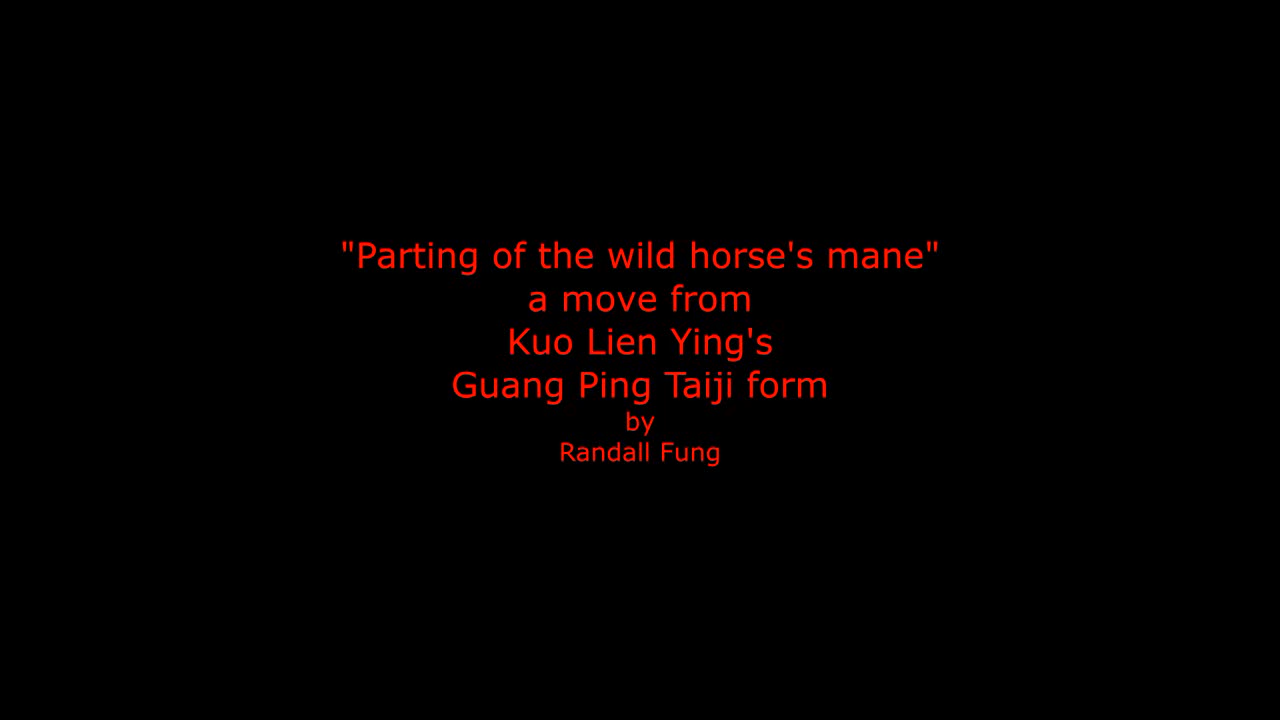 "Parting of the wild horse's mane"
a move from
Kuo Lien Ying's
Guang Ping Taiji form
by
Randall Fung